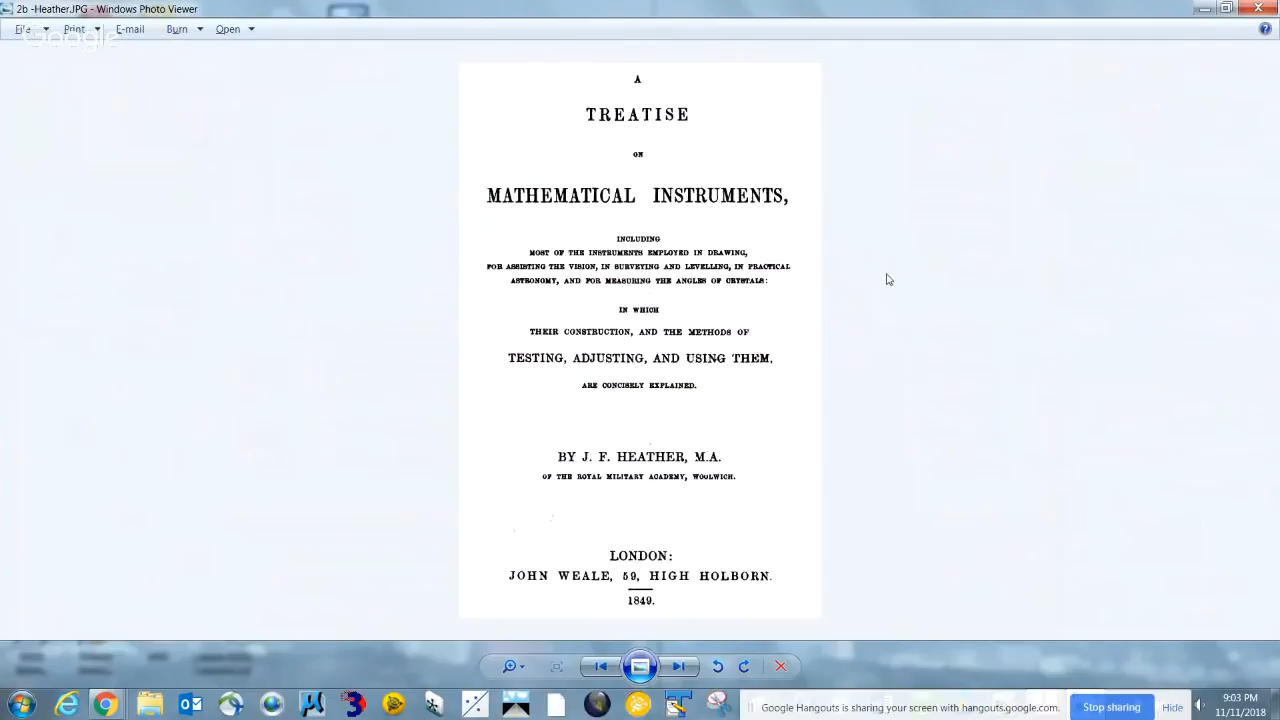 2b -Heather.JPG - Windows Photo Viewer
File Print E-mail Burn Open
Google
A
TREATISE
ON
MATHEMATICAL INSTRUMENTS,
INCLUDING
MOST OF THE INSTRUMENTS EMPLOYED IN DRAWING,
FOR ASSISTING THE VISION, IN SURVEYING AND LEVELLING, IN PRACTICAL
ASTRONOMY, AND FOR MEASURING THE ANGLES OF CRYSTALS:
IN WHICH
THEIR CONSTRUCTION, AND THE METHODS OF
TESTING, ADJUSTING, AND USING THEM,
ARE CONCISELY EXPLAINED.
BY J. F. HEATHER, M.A.
OF THE ROYAL MILITARY ACADEMY, WOOLWICH.
LONDON:
JOHN WEALE, 59, HIGH HOLBORN.
1849.
Google Hangouts is sharing your screen with hangouts.google.com. Stop sharing Hide
9:03 PM
11/11/2018